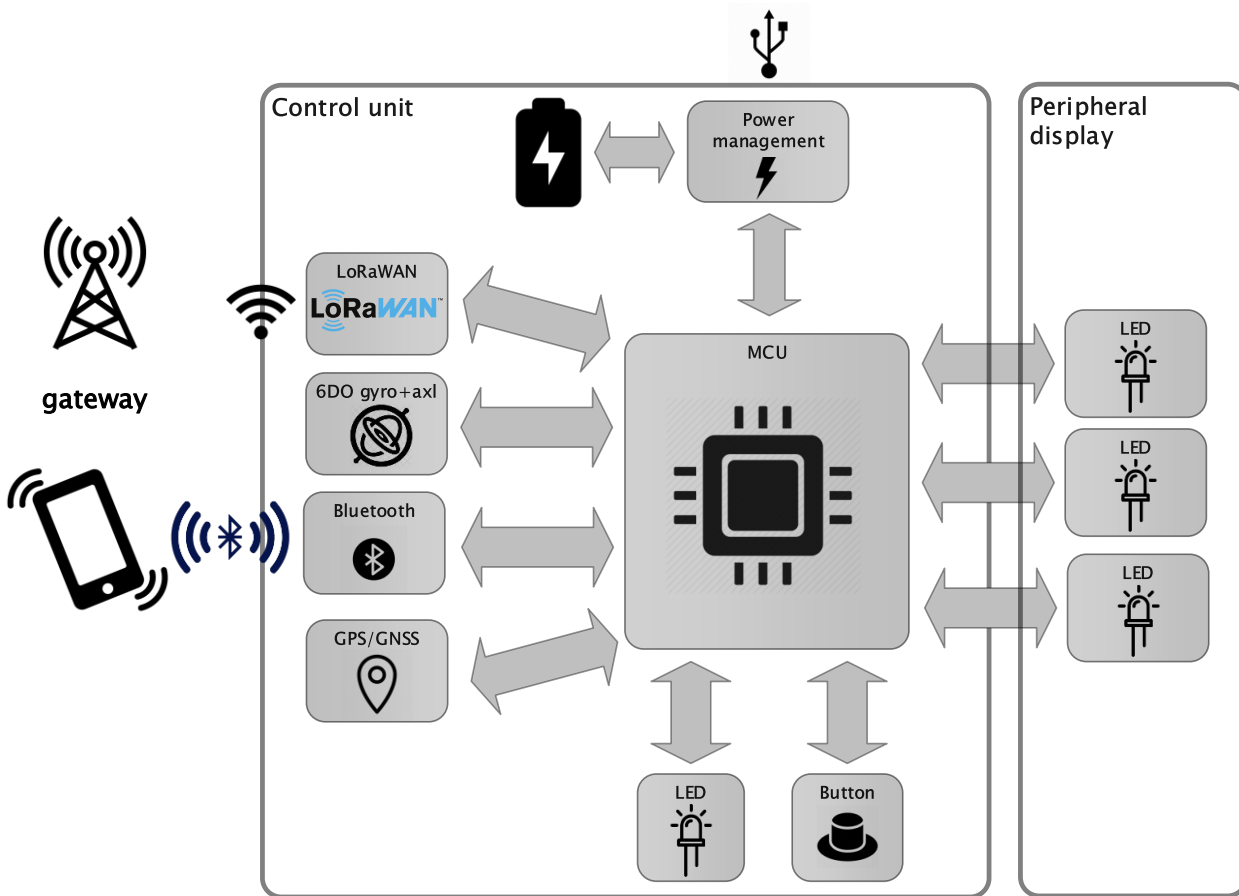 Control unit
Peripheral
display
Power
management
LoRaWAN
LoRaWAN™
gateway
MCU
LED
6DO gyro+axl
LED
Bluetooth
LED
GPS/GNSS
LED
Button